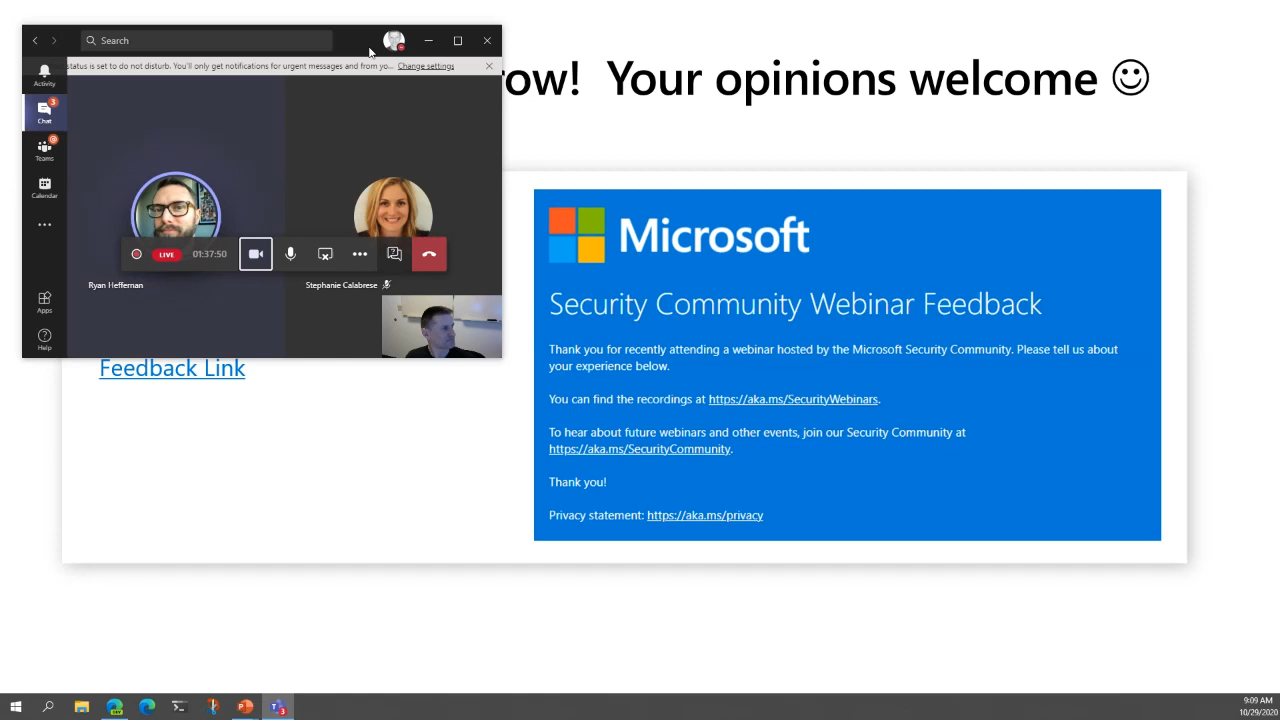 Search
status is set to do not disturb. You'll only get notifications for urgent messages and from yo... Change settings
row! Your opinions welcome
Activity
3
Chat
@
Teams
Calendar
LIVE 01:37:50
Ryan Heffernan
Stephanie Calabrese
Apps
Help
Feedback Link
Microsoft
Security Community Webinar Feedback
Thank you for recently attending a webinar hosted by the Microsoft Security Community. Please tell us about
your experience below.
You can find the recordings at https://aka.ms/SecurityWebinars.
To hear about future webinars and other events, join our Security Community at
https://aka.ms/SecurityCommunity.
Thank you!
Privacy statement: https://aka.ms/privacy
9:09 AM
10/29/2020